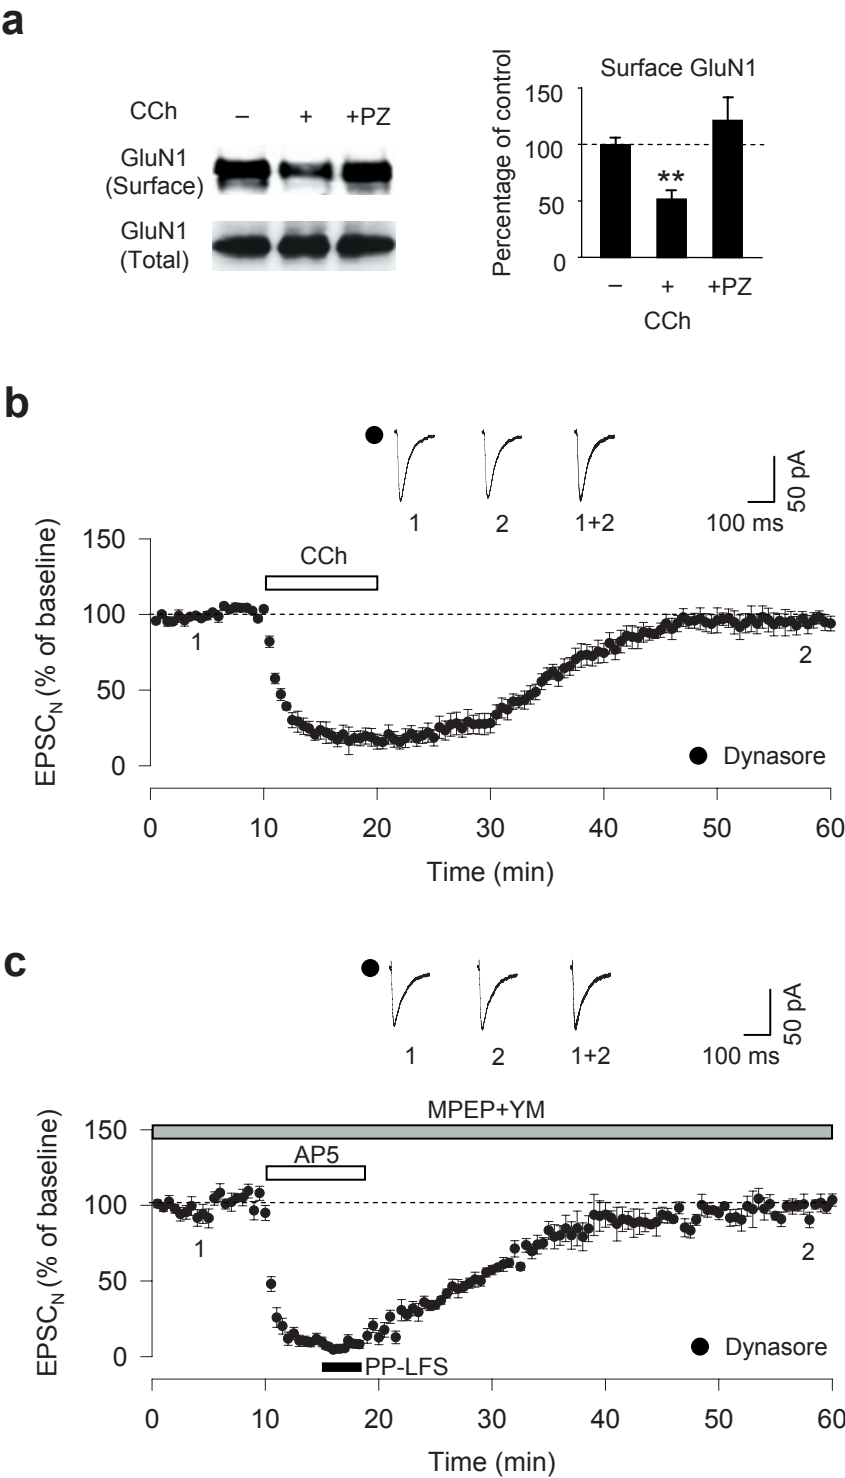 a
CCh – + +PZ
GluN1
(Surface)
GluN1
(Total)
Surface GluN1
Percentage of control
150
100
50
0
**
– + +PZ
CCh
b
1 2 1+2
100 ms
50 pA
EPSCN (% of baseline)
150
100
50
0
CCh
1
2
Dynasore
0 10 20 30 40 50 60
Time (min)
c
1 2 1+2
100 ms
50 pA
EPSCN (% of baseline)
MPEP+YM
150
100
50
0
AP5
1
2
PP-LFS
Dynasore
0 10 20 30 40 50 60
Time (min)